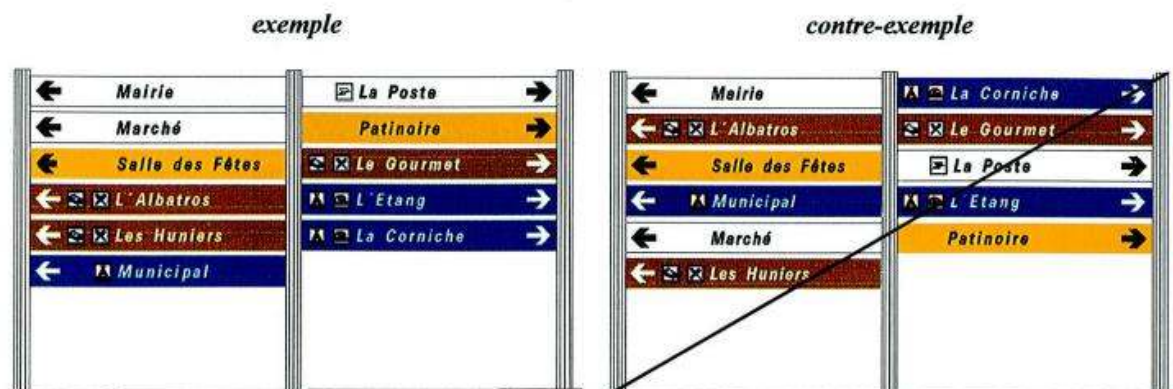 exemple
contre-exemple
Mairie
Marché
Salle des Fêtes
L'Albatros
Les Huniers
Municipal
La Poste
Patinoire
Le Gourmet
L'Etang
La Corniche
Mairie
L'Albatros
Salle des Fêtes
Municipal
Marché
Les Huniers
La Corniche
Le Gourmet
La Poste
L'Etang
Patinoire